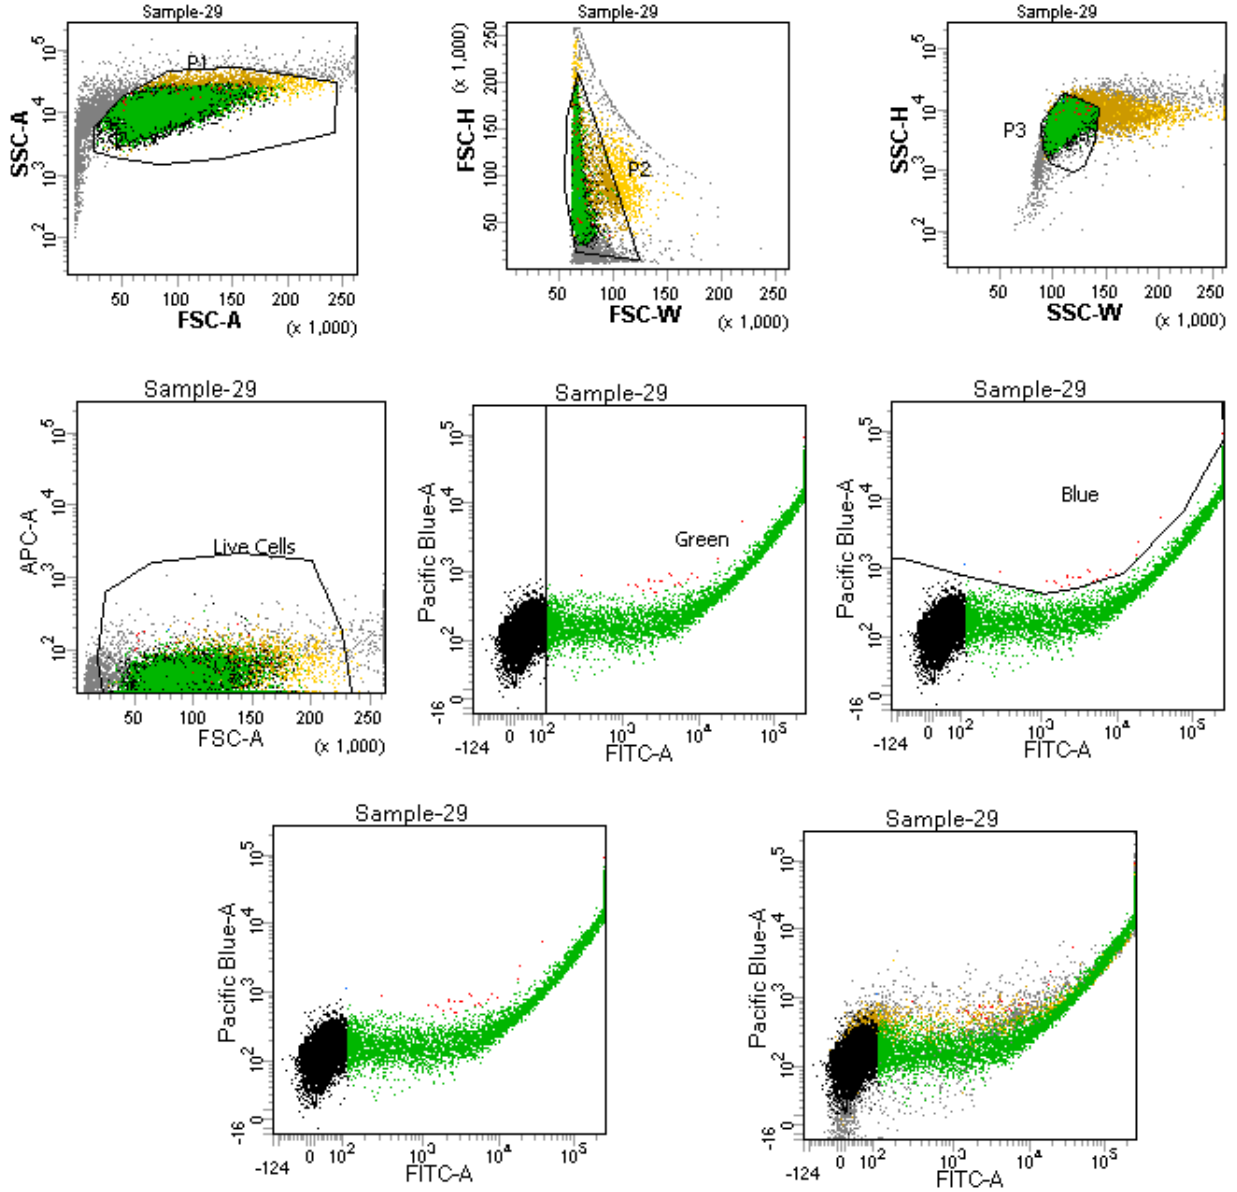 Sample-29
P1
SSC-A
10^5
10^4
10^3
10^2
50 100 150 200 250
FSC-A
(x 1,000)
Sample-29
(x 1,000)
FSC-H
250
200
150
100
50
P2
50 100 150 200 250
FSC-W
(x 1,000)
Sample-29
SSC-H
10^5
10^4
10^3
10^2
P3
50 100 150 200 250
SSC-W
(x 1,000)
Sample-29
APC-A
10^5
10^4
10^3
10^2
Live Cells
50 100 150 200 250
FSC-A
(x 1,000)
Sample-29
Pacific Blue-A
10^5
10^4
10^3
10^2
0
-16
Green
-124 0 10^2 10^3 10^4 10^5
FITC-A
Sample-29
Pacific Blue-A
10^5
10^4
10^3
10^2
0
-16
Blue
-124 0 10^2 10^3 10^4 10^5
FITC-A
Sample-29
Pacific Blue-A
10^5
10^4
10^3
10^2
0
-16
-124 0 10^2 10^3 10^4 10^5
FITC-A
Sample-29
Pacific Blue-A
10^5
10^4
10^3
10^2
0
-16
-124 0 10^2 10^3 10^4 10^5
FITC-A